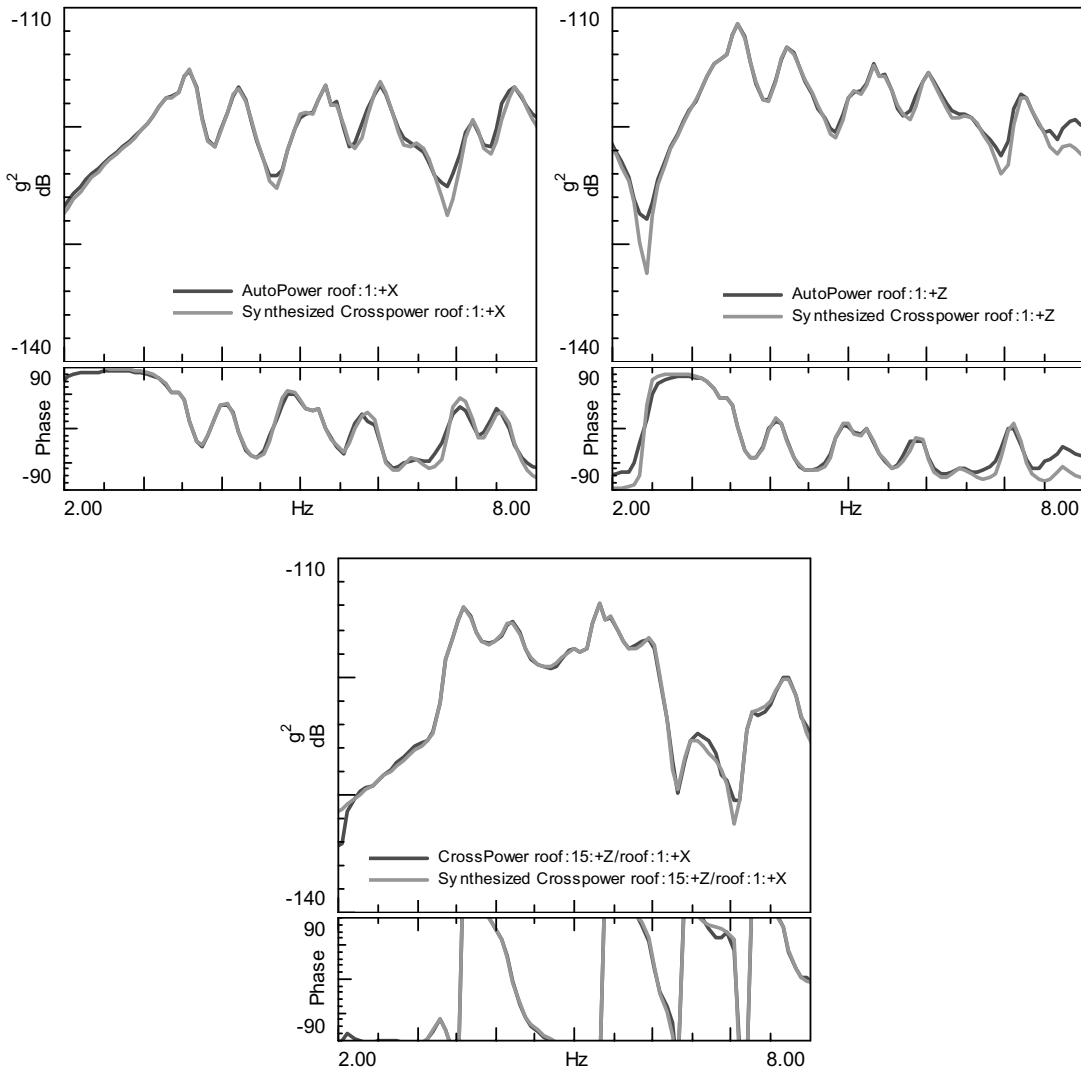 -110
g2
dB
AutoPower roof:1:+X
Synthesized Crosspower roof:1:+X
-140
90
Phase
-90
2.00
Hz
8.00
-110
g2
dB
AutoPower roof:1:+Z
Synthesized Crosspower roof:1:+Z
-140
90
Phase
-90
2.00
Hz
8.00
-110
g2
dB
CrossPower roof:15:+Z/roof:1:+X
Synthesized Crosspower roof:15:+Z/roof:1:+X
-140
90
Phase
-90
2.00
Hz
8.00